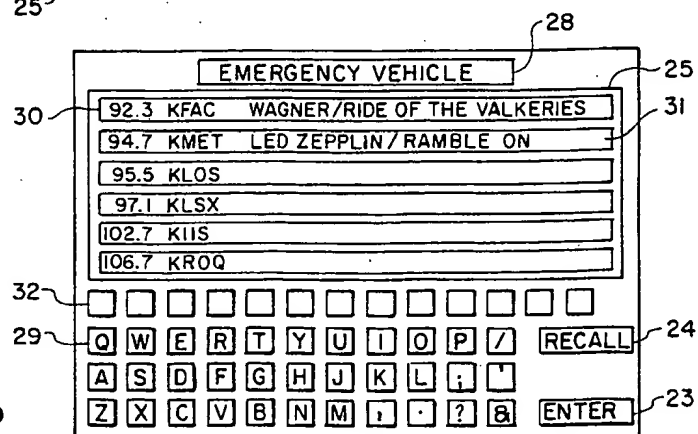 25
28
EMERGENCY VEHICLE
25
30 92.3 KFAC WAGNER/RIDE OF THE VALKERIES
31
94.7 KMET LED ZEPPLIN/RAMBLE ON
95.5 KLOS
97.1 KLSX
102.7 KIIS
106.7 KROQ
32
29 Q W E R T Y U I O P / RECALL 24
A S D F G H J K L ; '
Z X C V B N M , . ? & ENTER 23